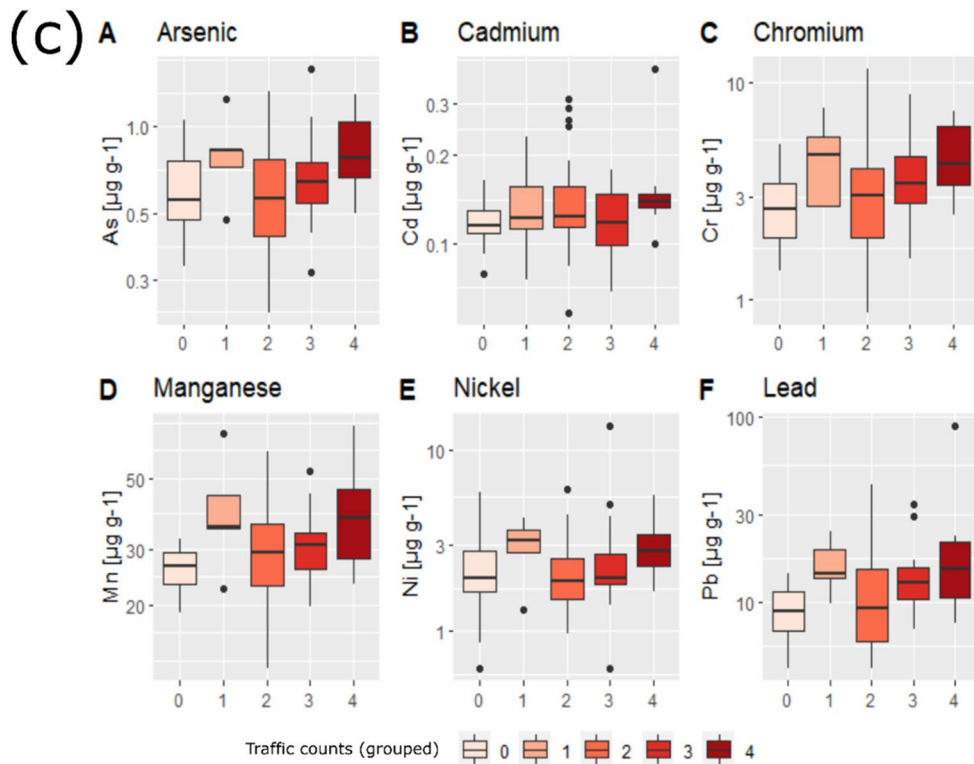 (c)
A Arsenic
As [µg g-1]
1.0
0.5
0.3
0 1 2 3 4
B Cadmium
Cd [µg g-1]
0.3
0.2
0.1
0 1 2 3 4
C Chromium
Cr [µg g-1]
10
3
1
0 1 2 3 4
D Manganese
Mn [µg g-1]
50
30
20
0 1 2 3 4
E Nickel
Ni [µg g-1]
10
3
1
0 1 2 3 4
F Lead
Pb [µg g-1]
100
30
10
0 1 2 3 4
Traffic counts (grouped) 0 1 2 3 4